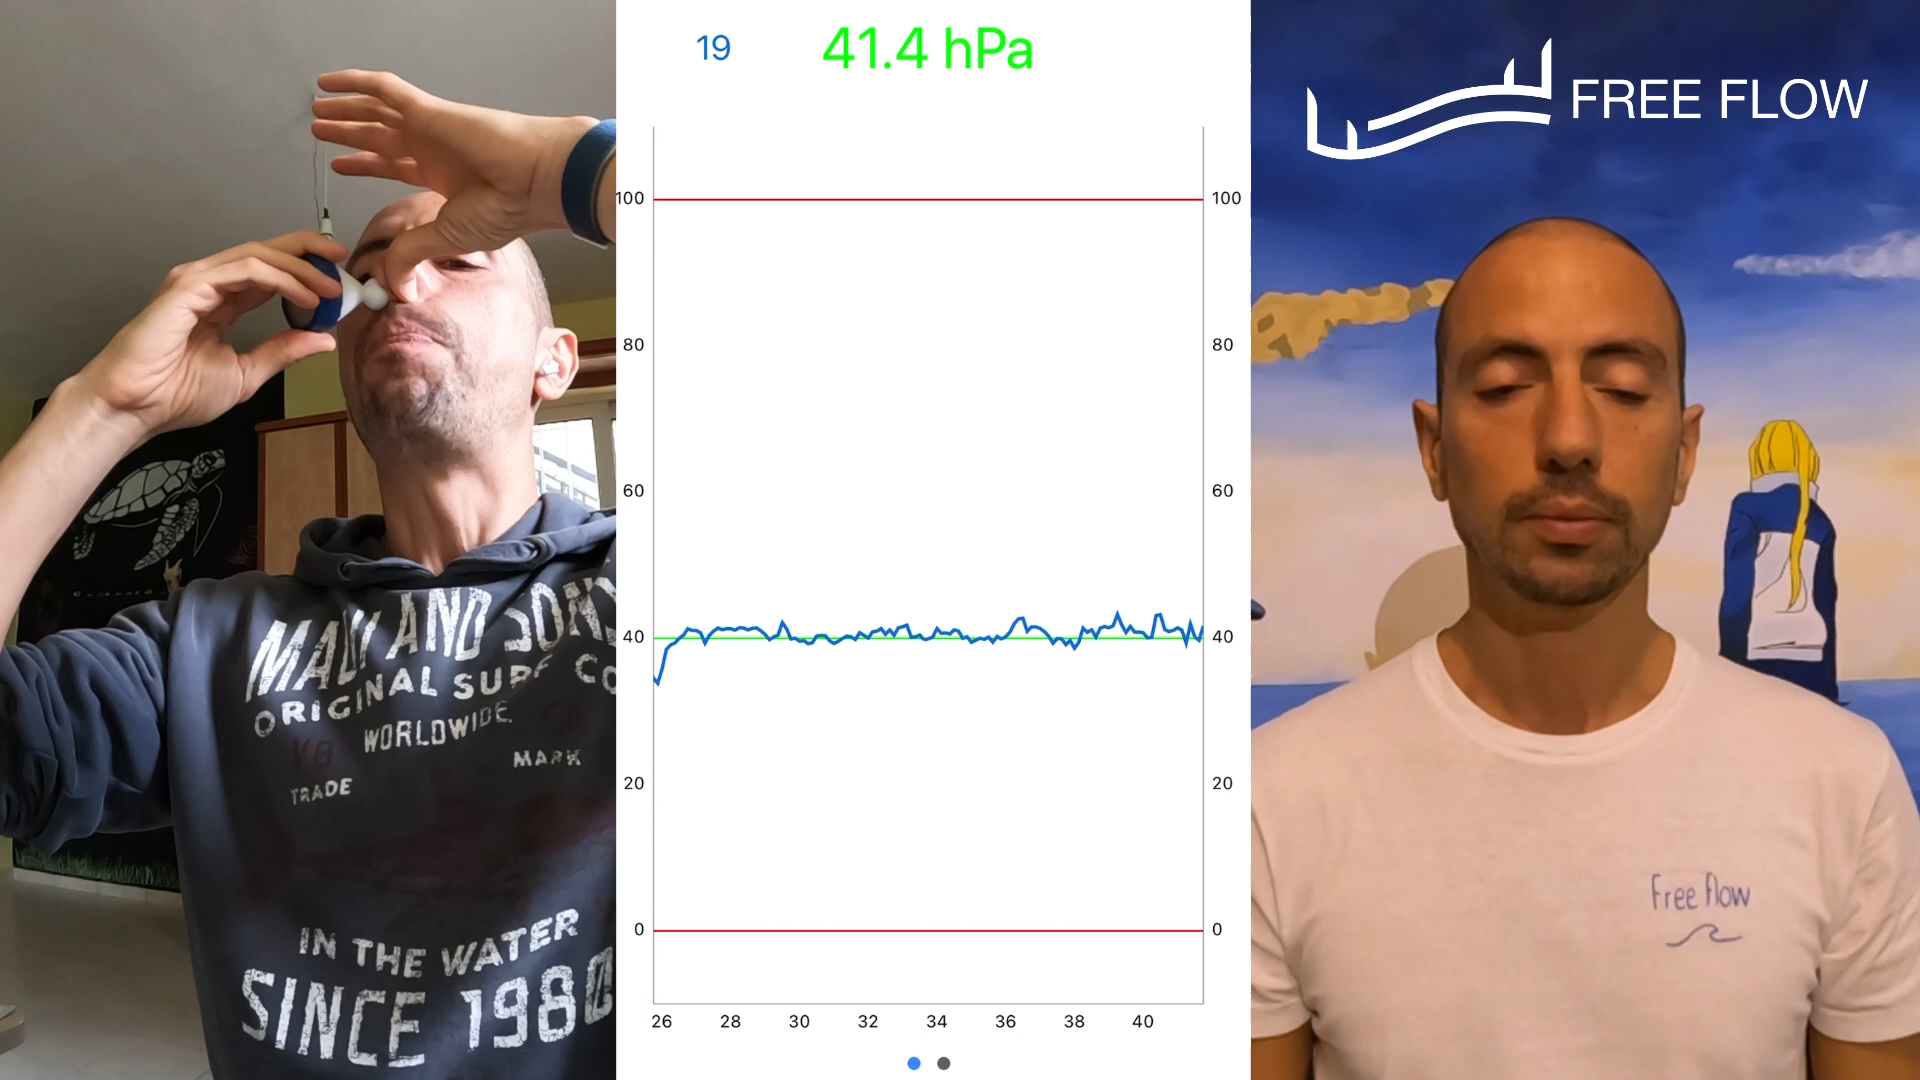 MAUI AND SONS
ORIGINAL SURF CO
WORLDWIDE
VB
TRADE
MARK
IN THE WATER
SINCE 1980
19
41.4 hPa
100
100
80
80
60
60
40
40
20
20
0
0
26 28 30 32 34 36 38 40
FREE FLOW
Free flow